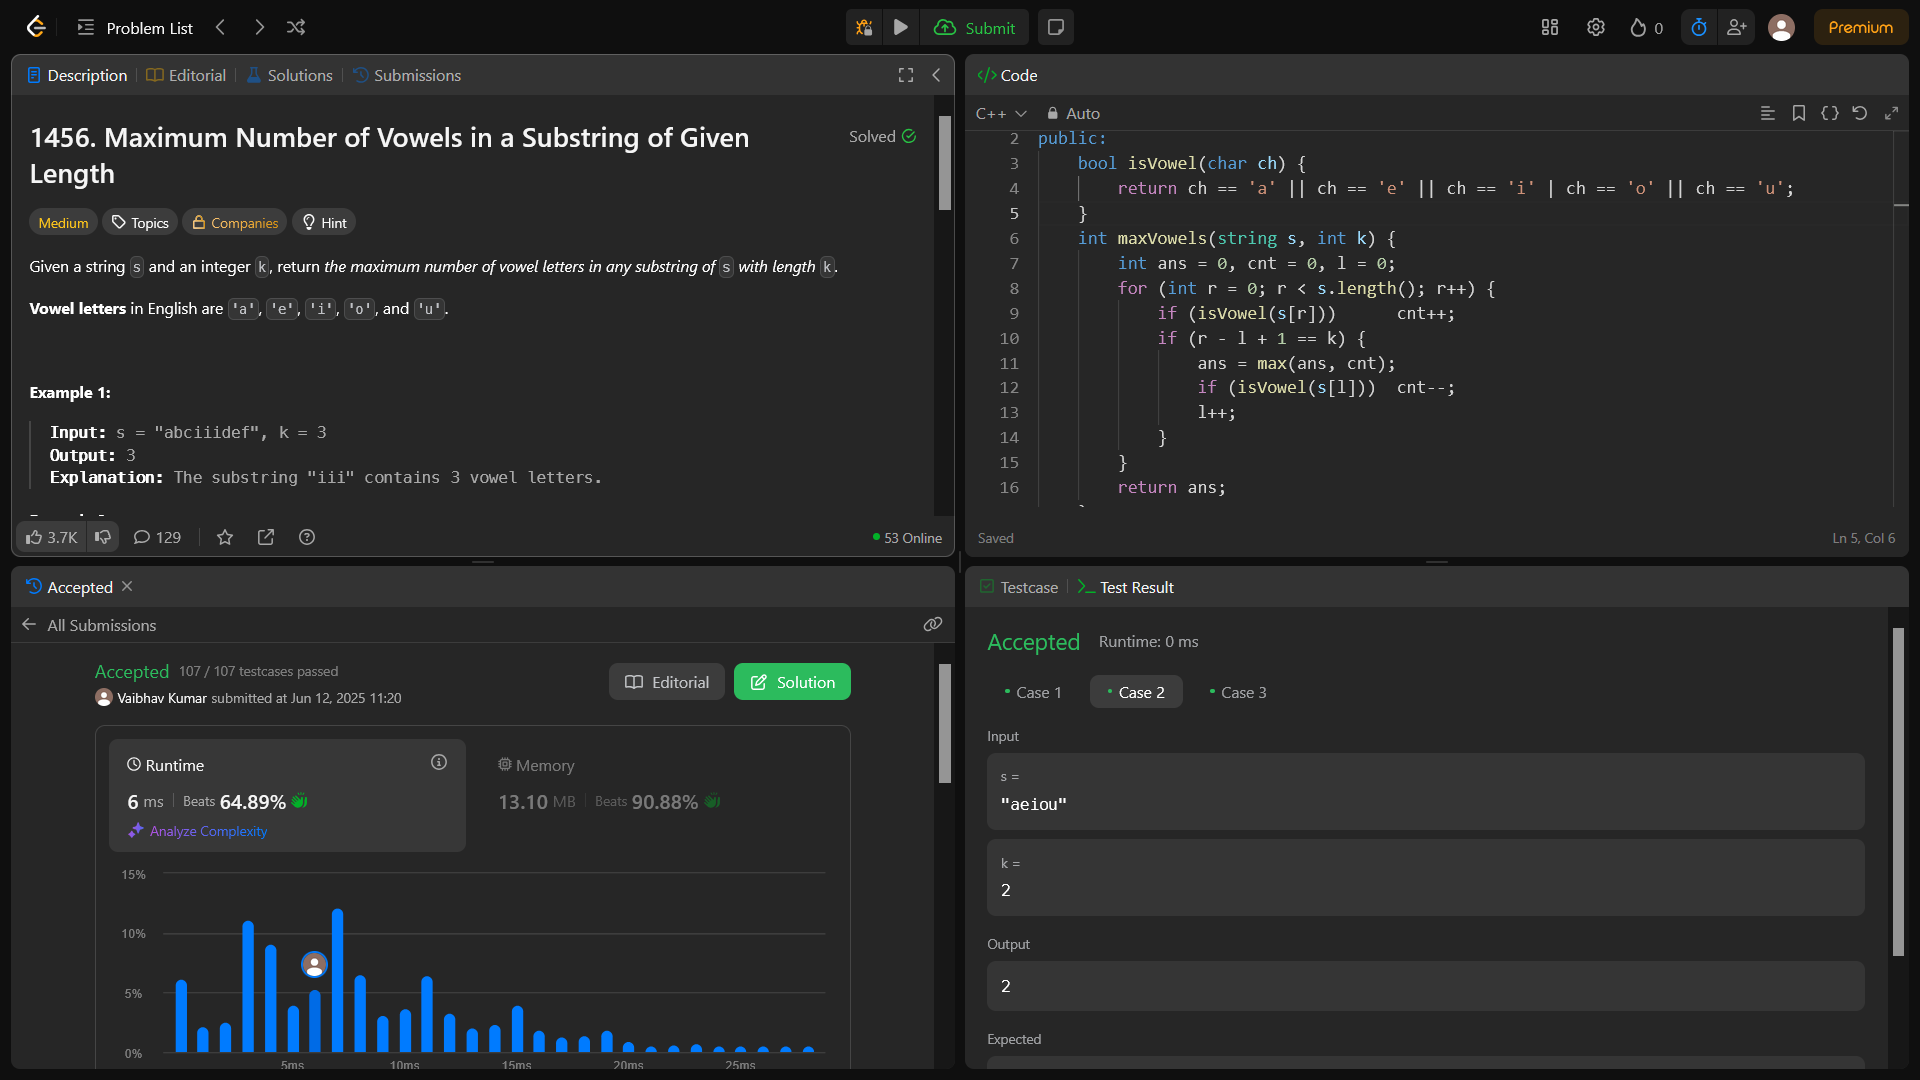 Problem List
Submit
0
Premium
Description
Editorial
Solutions
Submissions
1456. Maximum Number of Vowels in a Substring of Given
Length
Solved
Medium
Topics
Companies
Hint
Given a string s and an integer k, return the maximum number of vowel letters in any substring of s with length k.
Vowel letters in English are 'a', 'e', 'i', 'o', and 'u'.
Example 1:
Input: s = "abciiidef", k = 3
Output: 3
Explanation: The substring "iii" contains 3 vowel letters.
3.7K
129
53 Online
</> Code
C++
Auto
2 public:
3 bool isVowel(char ch) {
4 return ch == 'a' || ch == 'e' || ch == 'i' | ch == 'o' || ch == 'u';
5 }
6 int maxVowels(string s, int k) {
7 int ans = 0, cnt = 0, l = 0;
8 for (int r = 0; r < s.length(); r++) {
9 if (isVowel(s[r])) cnt++;
10 if (r - l + 1 == k) {
11 ans = max(ans, cnt);
12 if (isVowel(s[l])) cnt--;
13 l++;
14 }
15 }
16 return ans;
Saved
Ln 5, Col 6
Accepted
All Submissions
Accepted 107 / 107 testcases passed
Vaibhav Kumar submitted at Jun 12, 2025 11:20
Editorial
Solution
Runtime
6 ms Beats 64.89%
Analyze Complexity
Memory
13.10 MB Beats 90.88%
15%
10%
5%
0%
5ms 10ms 15ms 20ms 25ms
Testcase
Test Result
Accepted Runtime: 0 ms
Case 1
Case 2
Case 3
Input
s =
"aeiou"
k =
2
Output
2
Expected